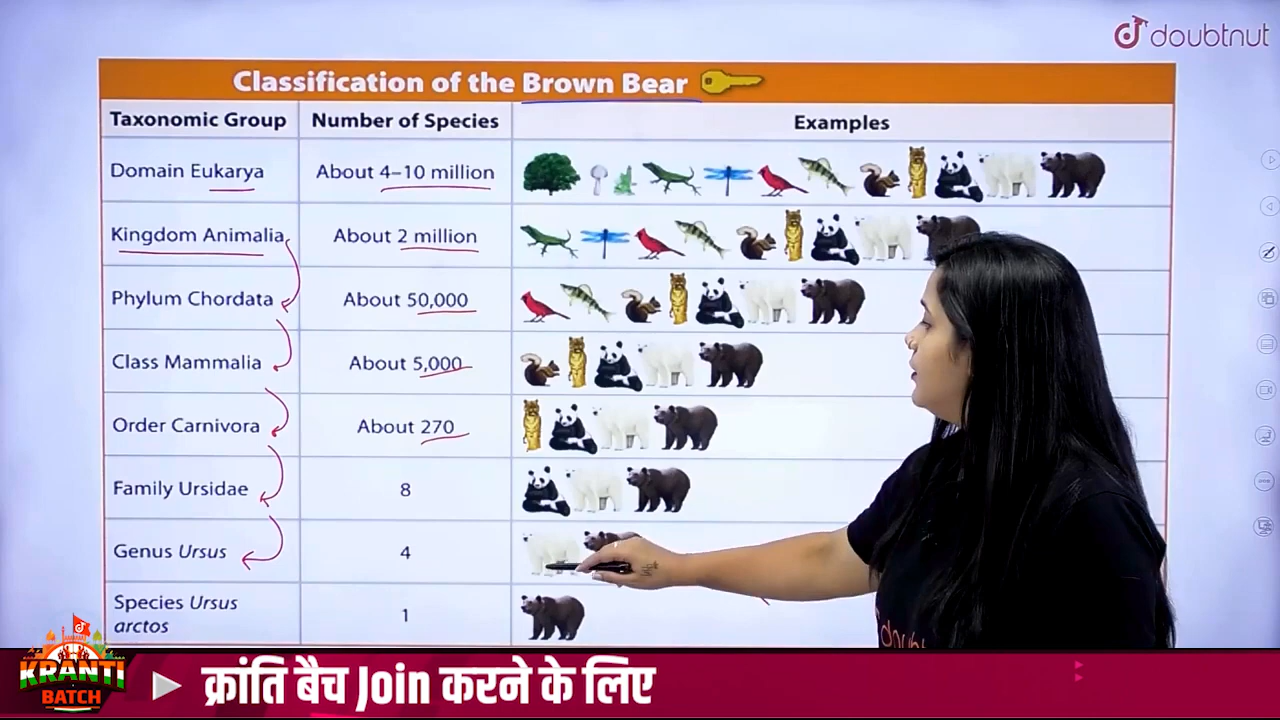 doubtnut
Classification of the Brown Bear
Taxonomic Group Number of Species Examples
Domain Eukarya About 4–10 million
Kingdom Animalia About 2 million
Phylum Chordata About 50,000
Class Mammalia About 5,000
Order Carnivora About 270
Family Ursidae 8
Genus Ursus 4
Species Ursus
arctos
1
KRANTI
BATCH
क्रांति बैच Join करने के लिए